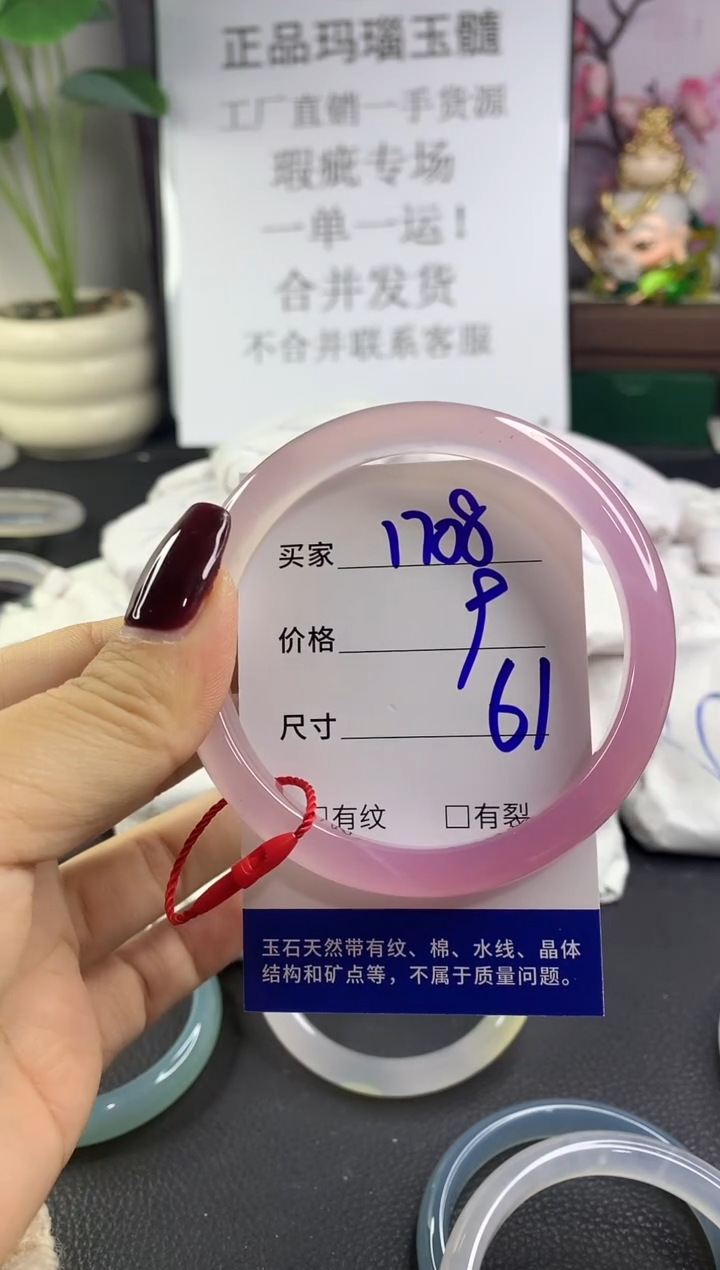 正品玛瑙玉髓
工厂直销一手货源
瑕疵专场
一单一运！
合并发货
不合并联系客服
买家 1708
价格 9
尺寸 61
□有纹 □有裂
玉石天然带有纹、棉、水线、晶体
结构和矿点等，不属于质量问题。